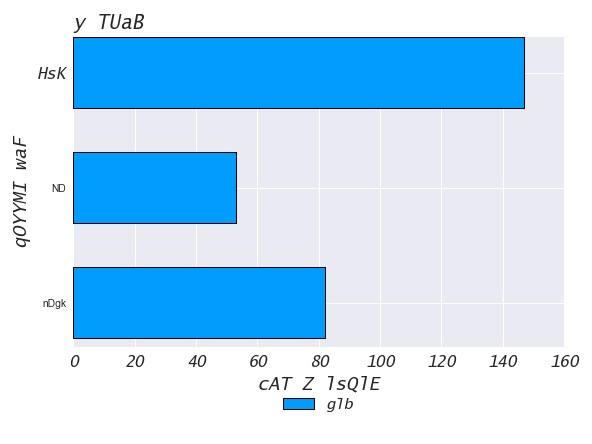 y TUaB
HsK
ND
nDgk
qOYYMI waF
0 20 40 60 80 100 120 140 160
cAT Z lsQlE
glb